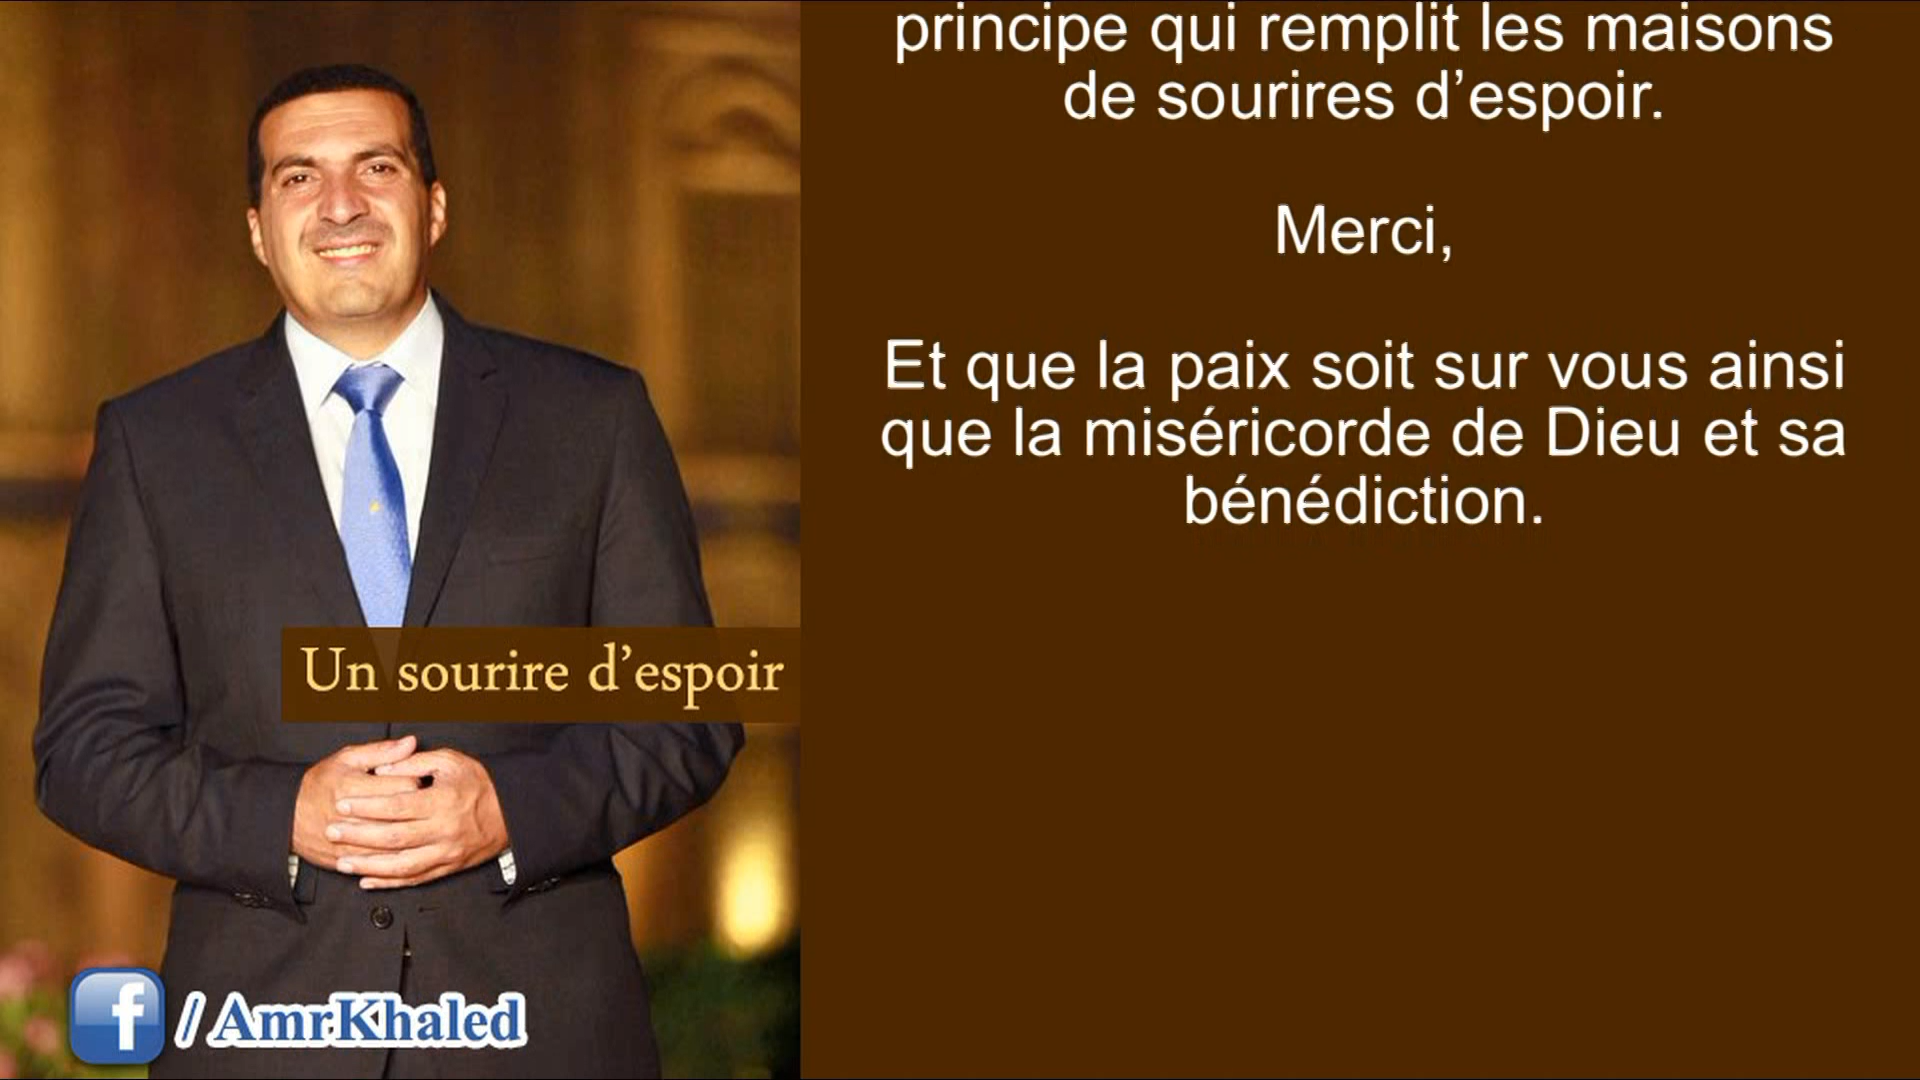 principe qui remplit les maisons
de sourires d’espoir.
Merci,
Et que la paix soit sur vous ainsi
que la miséricorde de Dieu et sa
bénédiction.
Un sourire d’espoir
f / AmrKhaled